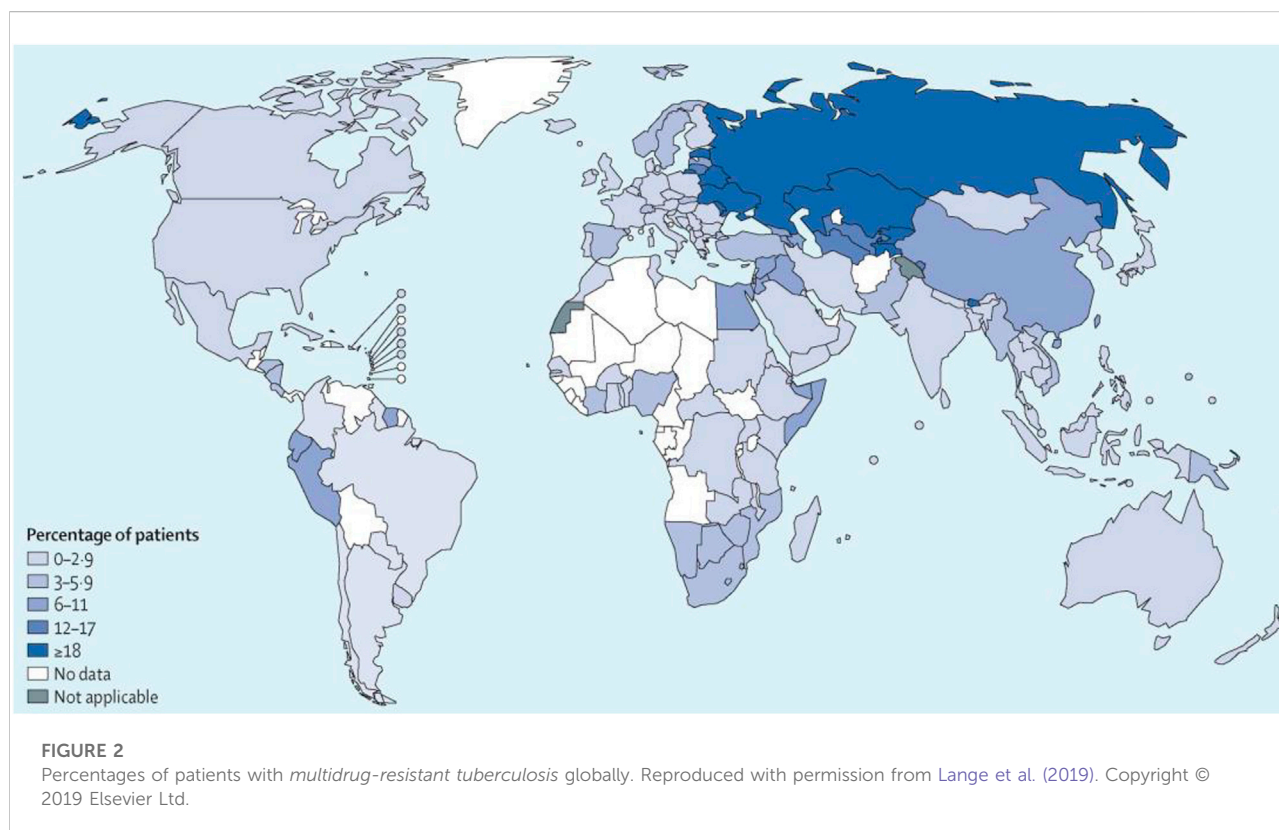 Percentage of patients
0–2·9
3–5·9
6–11
12–17
≥18
No data
Not applicable
FIGURE 2
Percentages of patients with multidrug-resistant tuberculosis globally. Reproduced with permission from Lange et al. (2019). Copyright ©
2019 Elsevier Ltd.